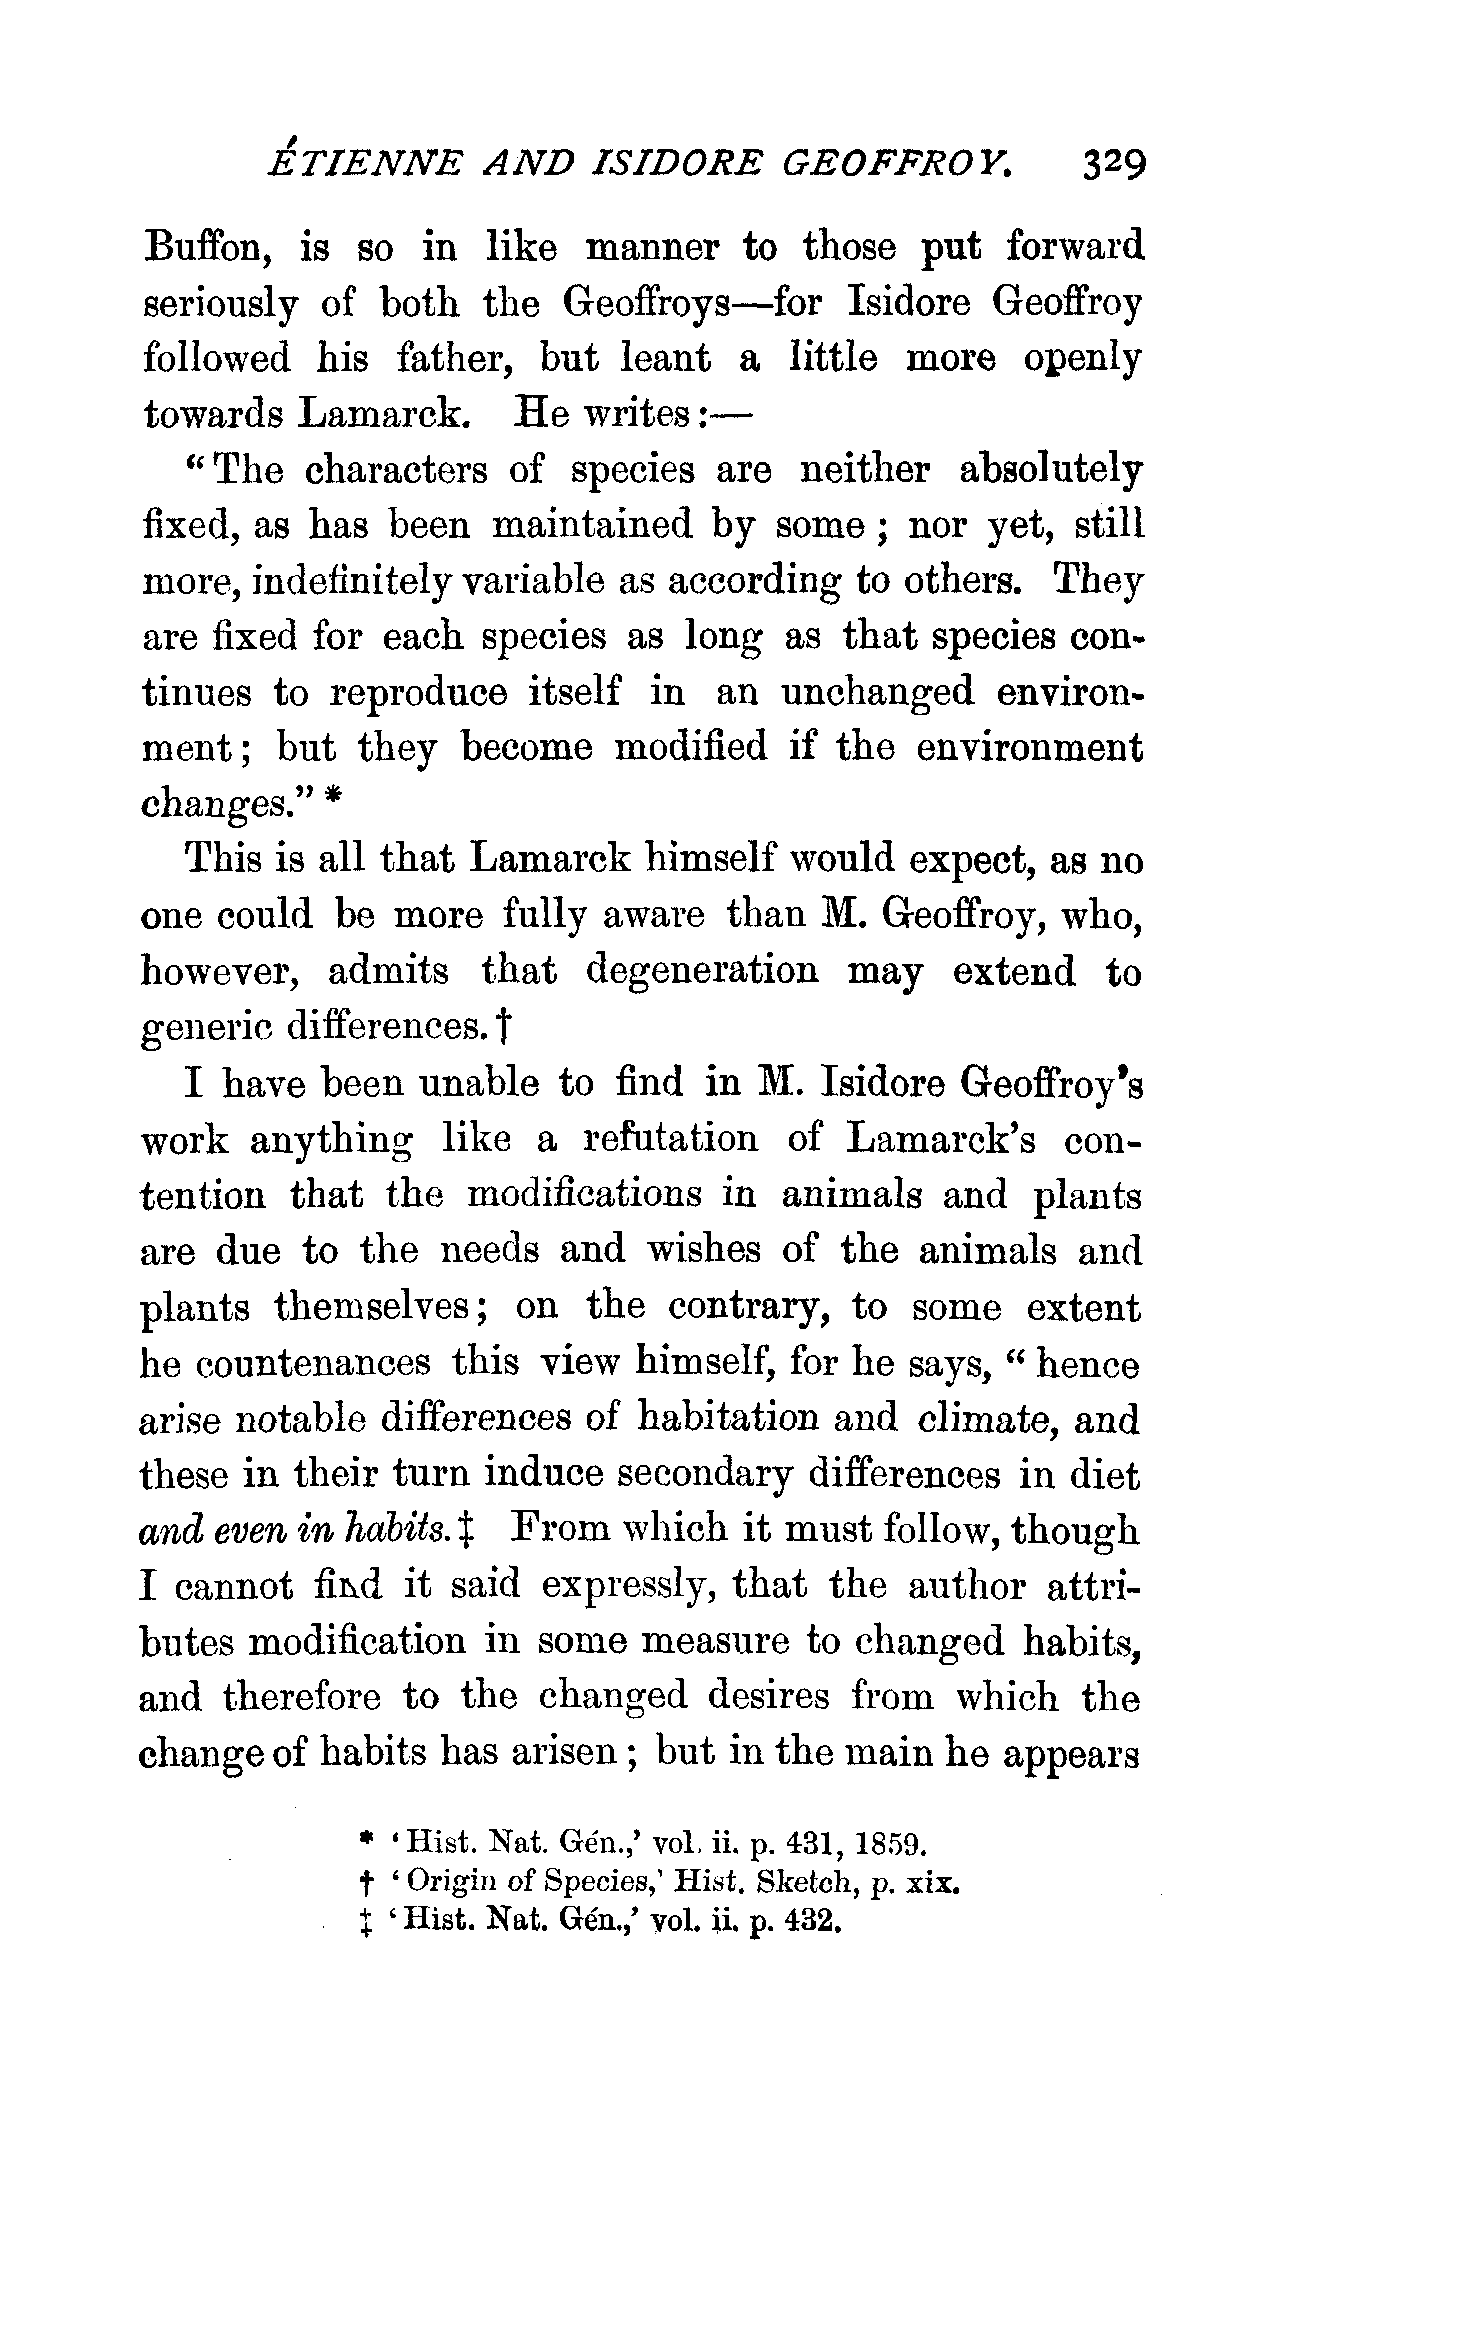 ÉTIENNE AND ISIDORE GEOFFROY. 329
Buffon, is so in like manner to those put forward
seriously of both the Geoffroys—for Isidore Geoffroy
followed his father, but leant a little more openly
towards Lamarck. He writes:—
“The characters of species are neither absolutely
fixed, as has been maintained by some; nor yet, still
more, indefinitely variable as according to others. They
are fixed for each species as long as that species con-
tinues to reproduce itself in an unchanged environ-
ment; but they become modified if the environment
changes.” *
This is all that Lamarck himself would expect, as no
one could be more fully aware than M. Geoffroy, who,
however, admits that degeneration may extend to
generic differences.†
I have been unable to find in M. Isidore Geoffroy’s
work anything like a refutation of Lamarck’s con-
tention that the modifications in animals and plants
are due to the needs and wishes of the animals and
plants themselves; on the contrary, to some extent
he countenances this view himself, for he says, “hence
arise notable differences of habitation and climate, and
these in their turn induce secondary differences in diet
and even in habits.‡ From which it must follow, though
I cannot find it said expressly, that the author attri-
butes modification in some measure to changed habits,
and therefore to the changed desires from which the
change of habits has arisen; but in the main he appears
* ‘Hist. Nat. Gén.,’ vol. ii. p. 431, 1859.
† ‘Origin of Species,’ Hist. Sketch, p. xix.
‡ ‘Hist. Nat. Gén.,’ vol. ii. p. 432.